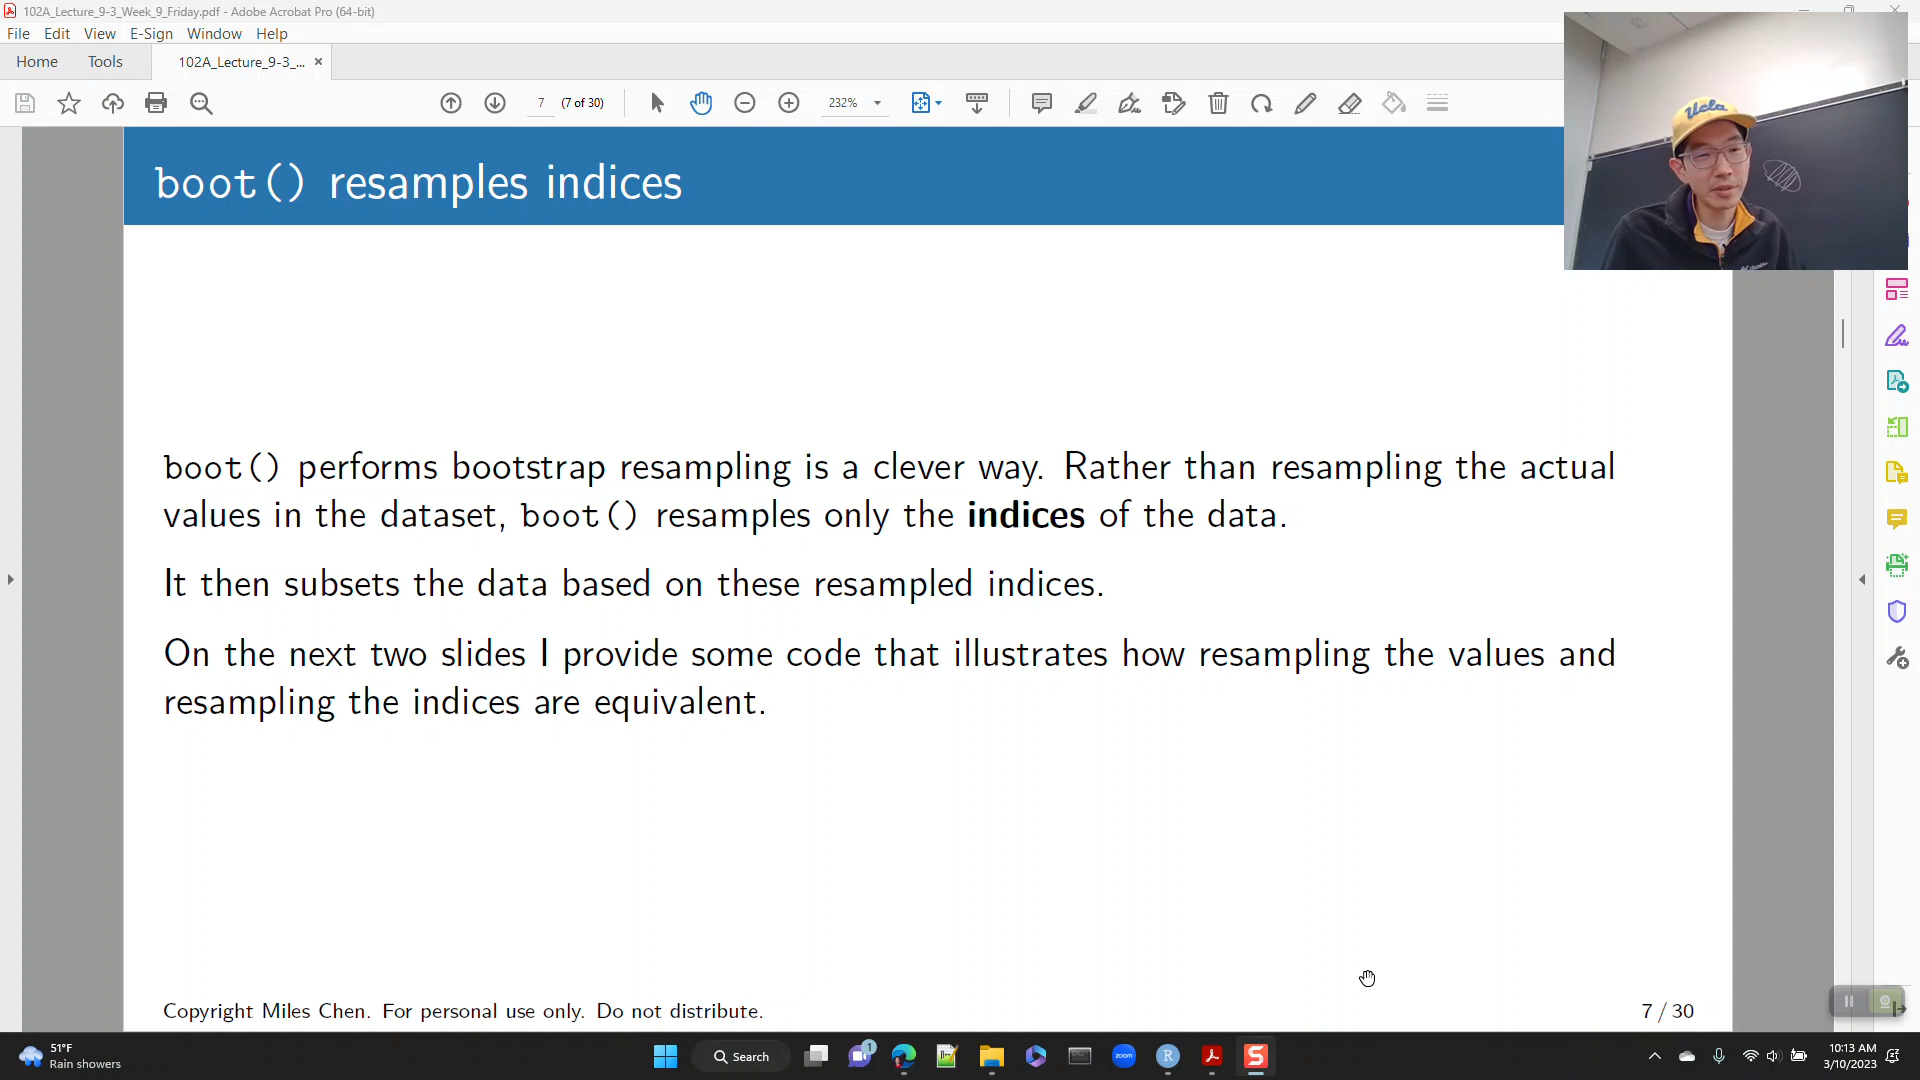 102A_Lecture_9-3_Week_9_Friday.pdf - Adobe Acrobat Pro (64-bit)
File Edit View E-Sign Window Help
Home Tools 102A_Lecture_9-3_... ×
7 (7 of 30) 232%
Ucla
boot() resamples indices
boot() performs bootstrap resampling is a clever way. Rather than resampling the actual
values in the dataset, boot() resamples only the indices of the data.
It then subsets the data based on these resampled indices.
On the next two slides I provide some code that illustrates how resampling the values and
resampling the indices are equivalent.
Copyright Miles Chen. For personal use only. Do not distribute.
7 / 30
51°F
Rain showers
Search
1
zoom
R
S
10:13 AM
3/10/2023